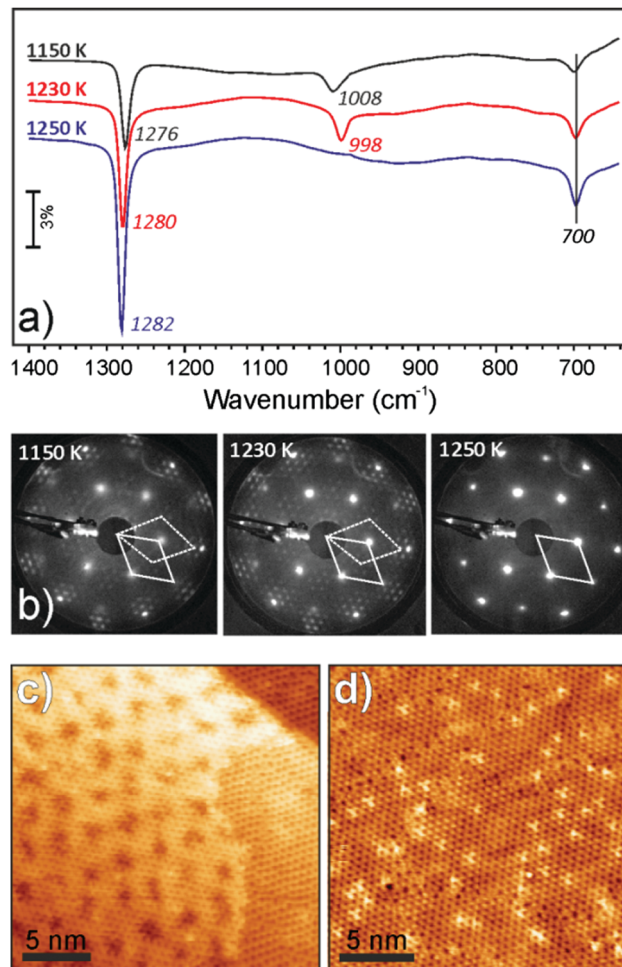 1150 K
1230 K
1250 K
1276
1008
998
1280
1282
700
3%
a)
1400 1300 1200 1100 1000 900 800 700
Wavenumber (cm⁻¹)
1150 K 1230 K 1250 K
b)
c) d)
5 nm 5 nm